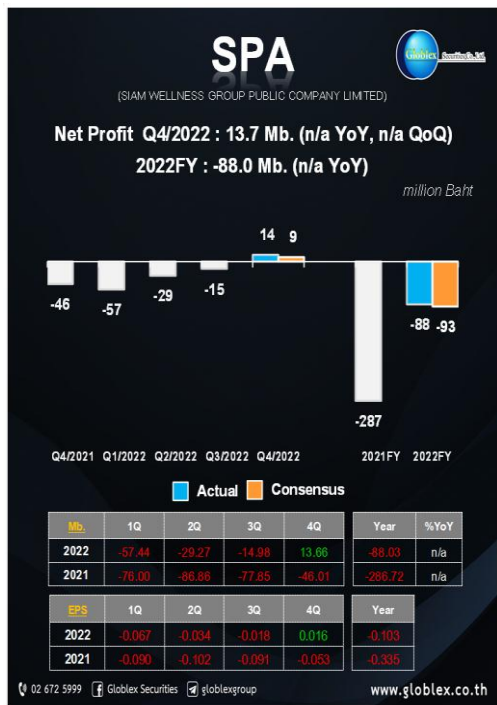 SPA
Globlex Securities Co., Ltd.
(SIAM WELLNESS GROUP PUBLIC COMPANY LIMITED)
Net Profit Q4/2022 : 13.7 Mb. (n/a YoY, n/a QoQ)
2022FY : -88.0 Mb. (n/a YoY)
million Baht
14 9
-46 -57 -29 -15 -287 -88 -93
Q4/2021 Q1/2022 Q2/2022 Q3/2022 Q4/2022 2021FY 2022FY
Actual Consensus
Mb. 1Q 2Q 3Q 4Q Year %YoY
2022 -57.44 -29.27 -14.98 13.66 -88.03 n/a
2021 -76.00 -86.86 -77.85 -46.01 -286.72 n/a
EPS 1Q 2Q 3Q 4Q Year
2022 -0.067 -0.034 -0.018 0.016 -0.103
2021 -0.090 -0.102 -0.091 -0.053 -0.335
02 672 5999 Globlex Securities globlexgroup www.globlex.co.th